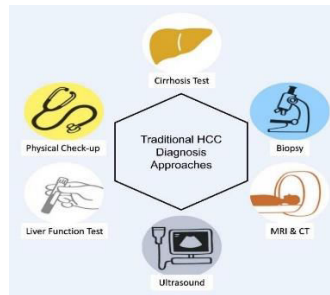 Cirrhosis Test
Traditional HCC
Diagnosis
Approaches
Physical Check-up
Biopsy
Liver Function Test
MRI & CT
Ultrasound